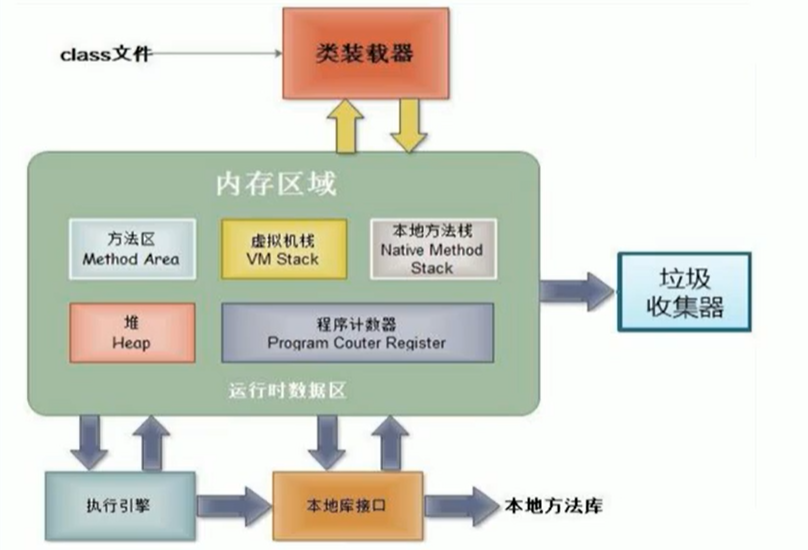 class文件
类装载器
内存区域
方法区
Method Area
虚拟机栈
VM Stack
本地方法栈
Native Method
Stack
堆
Heap
程序计数器
Program Couter Register
运行时数据区
垃圾
收集器
执行引擎
本地库接口
本地方法库